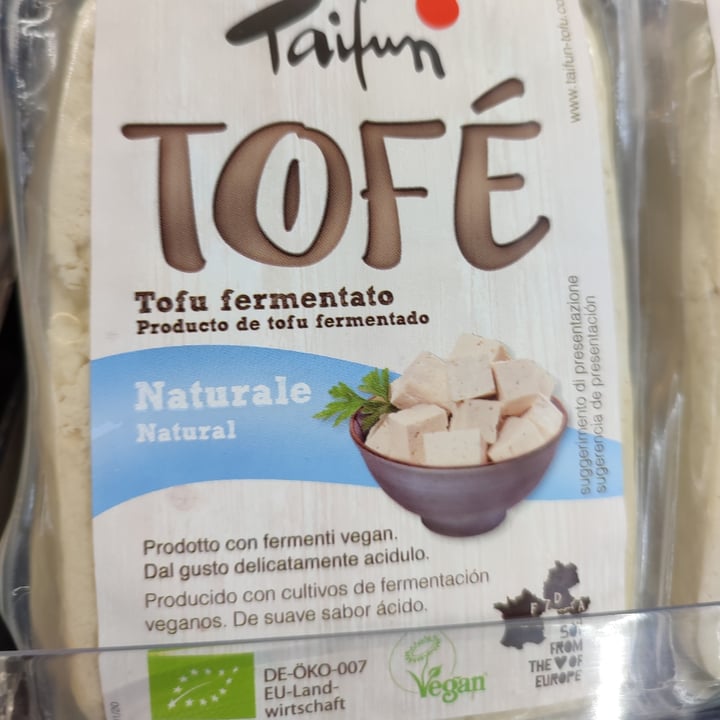 Taifun
www.taifun-tofu.co
TOFÉ
Tofu fermentato
Producto de tofu fermentado
Naturale
Natural
suggerimento di presentazione
sugerencia de presentación
Prodotto con fermenti vegan.
Dal gusto delicatamente acidulo.
Producido con cultivos de fermentación
veganos. De suave sabor ácido.
F / D / A
FROM
THE ♥ OF
EUROPE
DE-ÖKO-007
EU-Land-
wirtschaft
Vegan